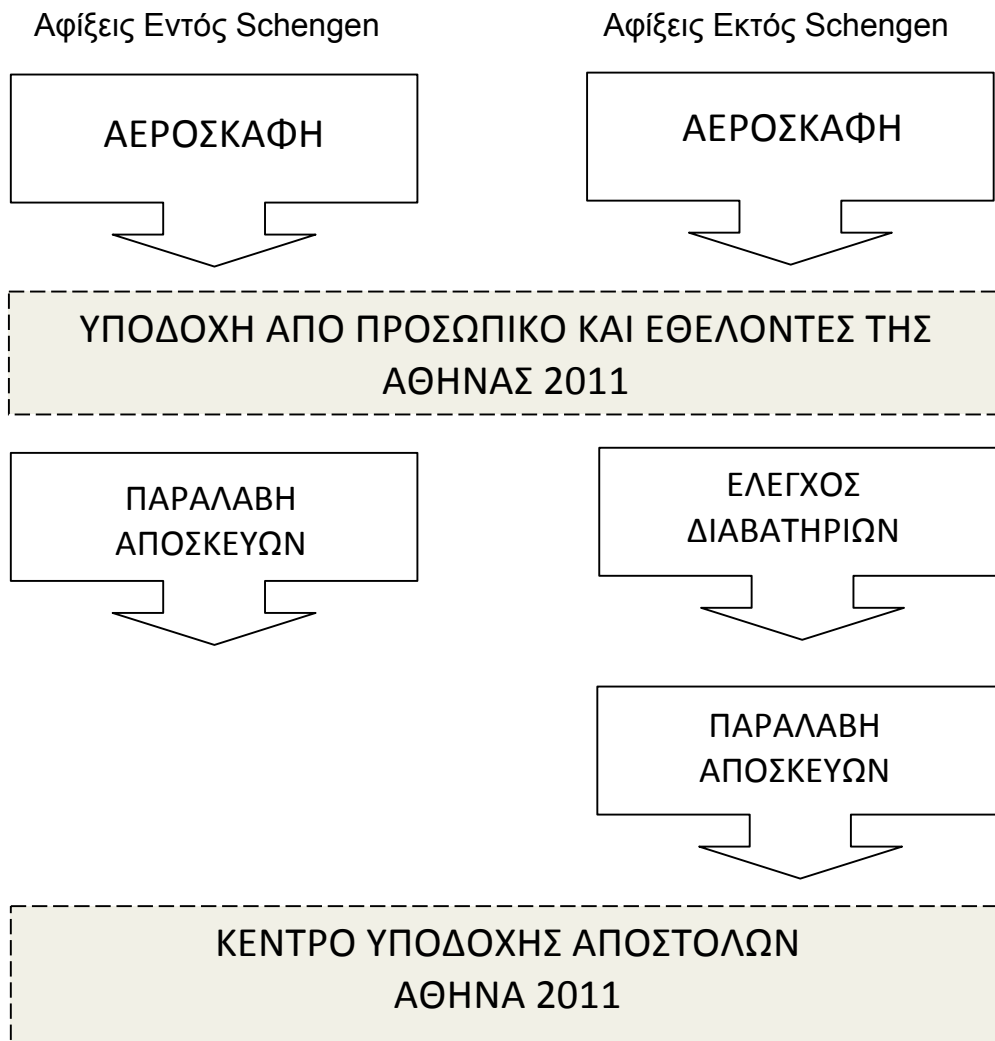 Αφίξεις Εντός Schengen
Αφίξεις Εκτός Schengen
ΑΕΡΟΣΚΑΦΗ
ΑΕΡΟΣΚΑΦΗ
ΥΠΟΔΟΧΗ ΑΠΟ ΠΡΟΣΩΠΙΚΟ ΚΑΙ ΕΘΕΛΟΝΤΕΣ ΤΗΣ
ΑΘΗΝΑΣ 2011
ΠΑΡΑΛΑΒΗ
ΑΠΟΣΚΕΥΩΝ
ΕΛΕΓΧΟΣ
ΔΙΑΒΑΤΗΡΙΩΝ
ΠΑΡΑΛΑΒΗ
ΑΠΟΣΚΕΥΩΝ
ΚΕΝΤΡΟ ΥΠΟΔΟΧΗΣ ΑΠΟΣΤΟΛΩΝ
ΑΘΗΝΑ 2011